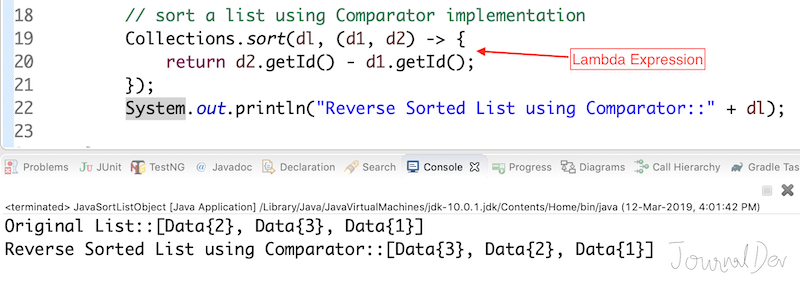 18 // sort a list using Comparator implementation
19 Collections.sort(dl, (d1, d2) -> {
20 return d2.getId() - d1.getId();
Lambda Expression
21 });
22 System.out.println("Reverse Sorted List using Comparator::" + dl);
23
Problems JU JUnit TestNG @ Javadoc Declaration Search Console Progress Diagrams Call Hierarchy Gradle Tas
<terminated> JavaSortListObject [Java Application] /Library/Java/JavaVirtualMachines/jdk-10.0.1.jdk/Contents/Home/bin/java (12-Mar-2019, 4:01:42 PM)
Original List::[Data{2}, Data{3}, Data{1}]
Reverse Sorted List using Comparator::[Data{3}, Data{2}, Data{1}]
JournalDev